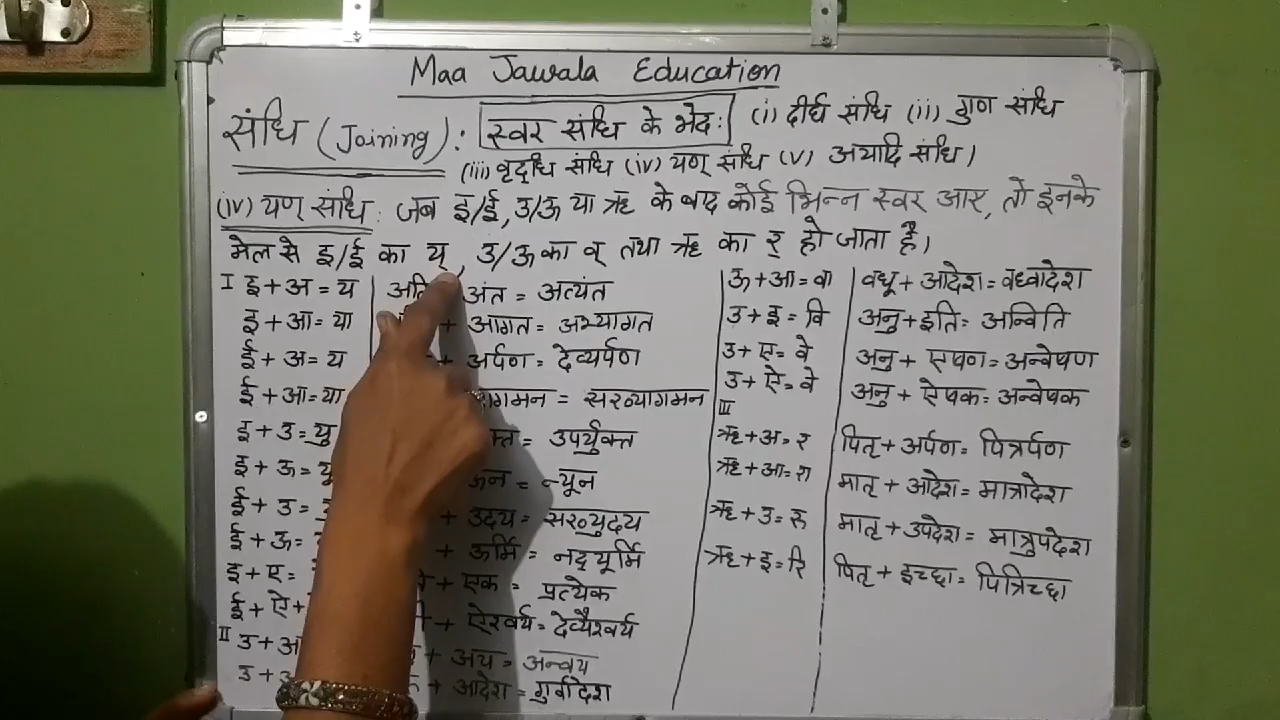 Maa Jawala Education
संधि (Joining) : स्वर संधि के भेद: (i) दीर्घ संधि (ii) गुण संधि
(iii) वृद्धि संधि (iv) यण् संधि (v) अयादि संधि।
(iv) यण् संधि: जब इ/ई, उ/ऊ या ऋ के बाद कोई भिन्न स्वर आए, तो इनके
मेल से इ/ई का य्, उ/ऊ का व् तथा ऋ का र् हो जाता है।
I इ+अ=य अंत = अत्यंत
इ+आ=या + आगत= अभ्यागत
ई+अ=य + अर्पण= देव्यर्पण
ई+आ=या = सख्यागमन
इ+उ=यु = उपर्युक्त
इ+ऊ= ऊन = न्यून
ई+उ= + उदय= सख्युदय
ई+ऊ= + ऊर्मि = नद्यूर्मि
इ+ए= + एक = प्रत्येक
ई+ऐ+ + ऐश्वर्य= देव्यैश्वर्य
II उ+ + अय = अन्वय
उ+ + आदेश = गुर्वादेश
ऊ+आ=वा वधू+आदेश=वध्वादेश
उ+इ=वि अनु+इति= अन्विति
उ+ए=वे अनु+ एषण=अन्वेषण
उ+ऐ=वे अनु+ ऐषक= अन्वेषक
III
ऋ+अ=र पितृ+अर्पण= पित्रर्पण
ऋ+आ=रा मातृ+आदेश= मात्रादेश
ऋ+उ=रु मातृ+उपदेश= मात्रुपदेश
ऋ+इ=रि पितृ+इच्छा= पित्रिच्छा